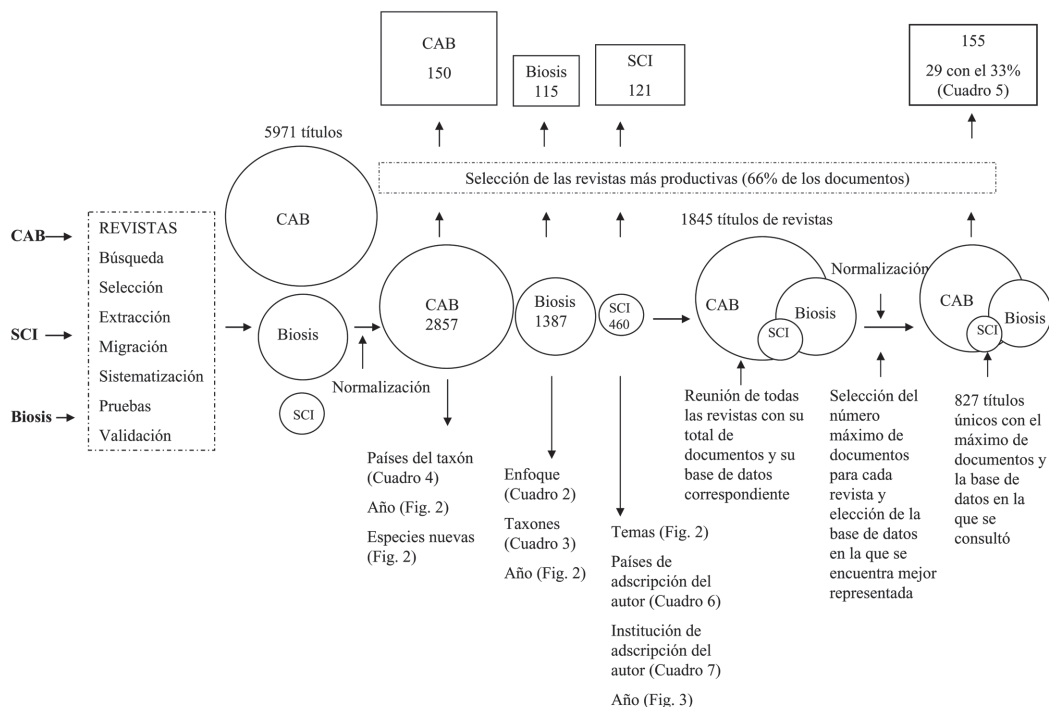 CAB
150
Biosis
115
SCI
121
155
29 con el 33%
(Cuadro 5)
5971 títulos
Selección de las revistas más productivas (66% de los documentos)
CAB
SCI
Biosis
REVISTAS
Búsqueda
Selección
Extracción
Migración
Sistematización
Pruebas
Validación
CAB
Biosis
SCI
Normalización
CAB
2857
Biosis
1387
SCI
460
1845 títulos de revistas
CAB
Biosis
SCI
Normalización
CAB
Biosis
SCI
Países del taxón
(Cuadro 4)
Año (Fig. 2)
Especies nuevas
(Fig. 2)
Enfoque
(Cuadro 2)
Taxones
(Cuadro 3)
Año (Fig. 2)
Temas (Fig. 2)
Países de
adscripción del
autor (Cuadro 6)
Institución de
adscripción del
autor (Cuadro 7)
Año (Fig. 3)
Reunión de todas
las revistas con su
total de
documentos y su
base de datos
correspondiente
Selección del
número
máximo de
documentos
para cada
revista y
elección de la
base de datos
en la que se
encuentra mejor
representada
827 títulos
únicos con el
máximo de
documentos y
la base de
datos en la
que se
consultó